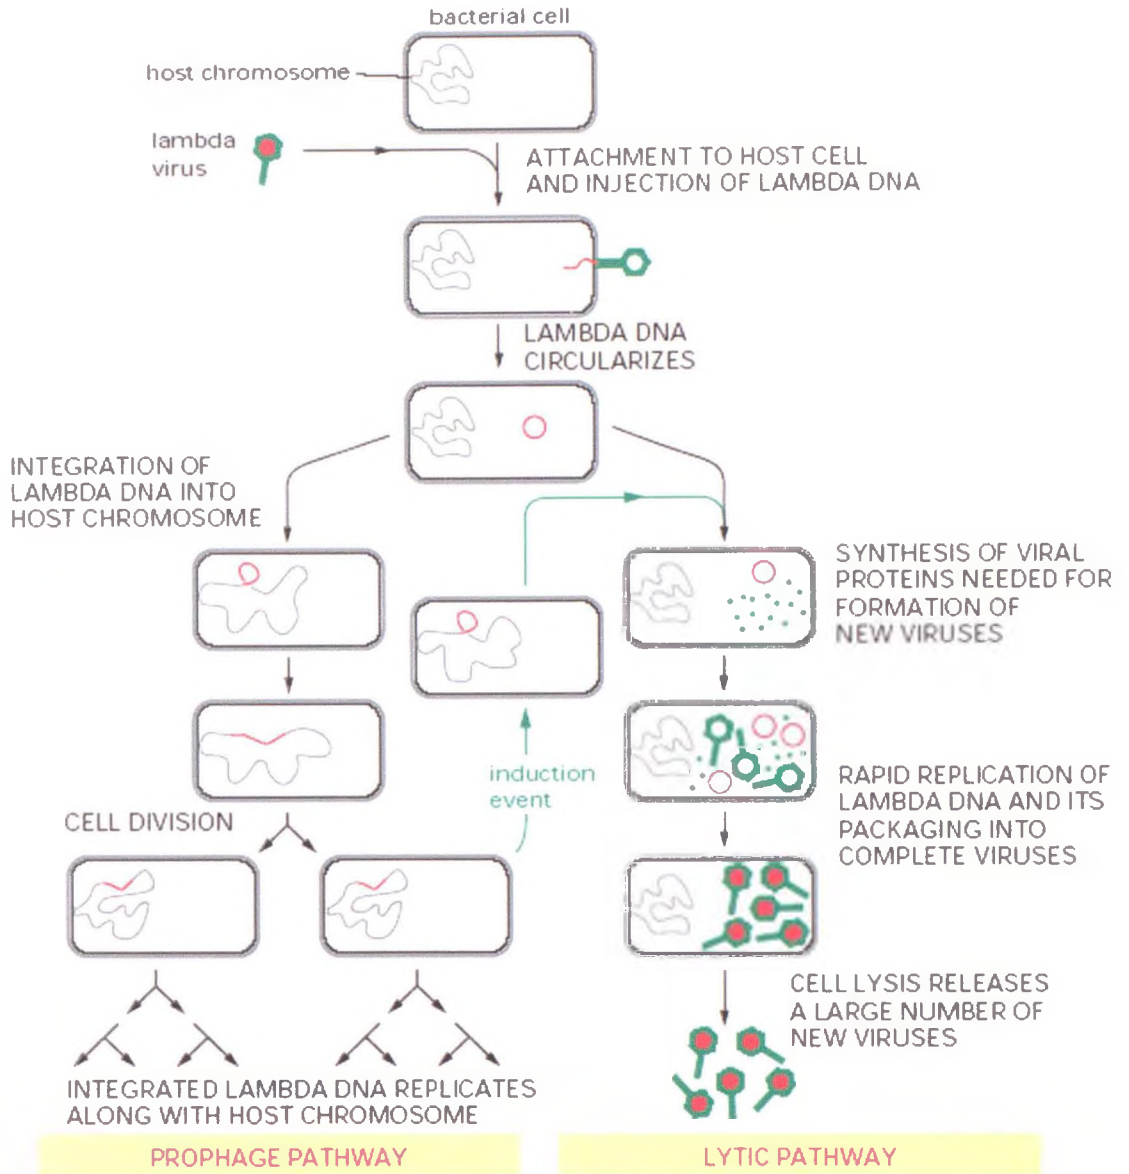 bacterial cell
host chromosome
lambda
virus
ATTACHMENT TO HOST CELL
AND INJECTION OF LAMBDA DNA
LAMBDA DNA
CIRCULARIZES
INTEGRATION OF
LAMBDA DNA INTO
HOST CHROMOSOME
SYNTHESIS OF VIRAL
PROTEINS NEEDED FOR
FORMATION OF
NEW VIRUSES
induction
event
RAPID REPLICATION OF
LAMBDA DNA AND ITS
PACKAGING INTO
COMPLETE VIRUSES
CELL DIVISION
CELL LYSIS RELEASES
A LARGE NUMBER OF
NEW VIRUSES
INTEGRATED LAMBDA DNA REPLICATES
ALONG WITH HOST CHROMOSOME
PROPHAGE PATHWAY
LYTIC PATHWAY